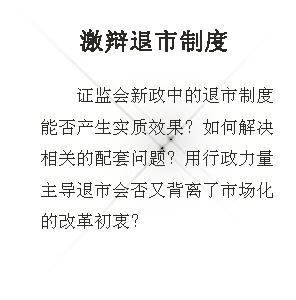 激辩退市制度
证监会新政中的退市制度
能否产生实质效果？如何解决
相关的配套问题？用行政力量
主导退市会否又背离了市场化
的改革初衷？